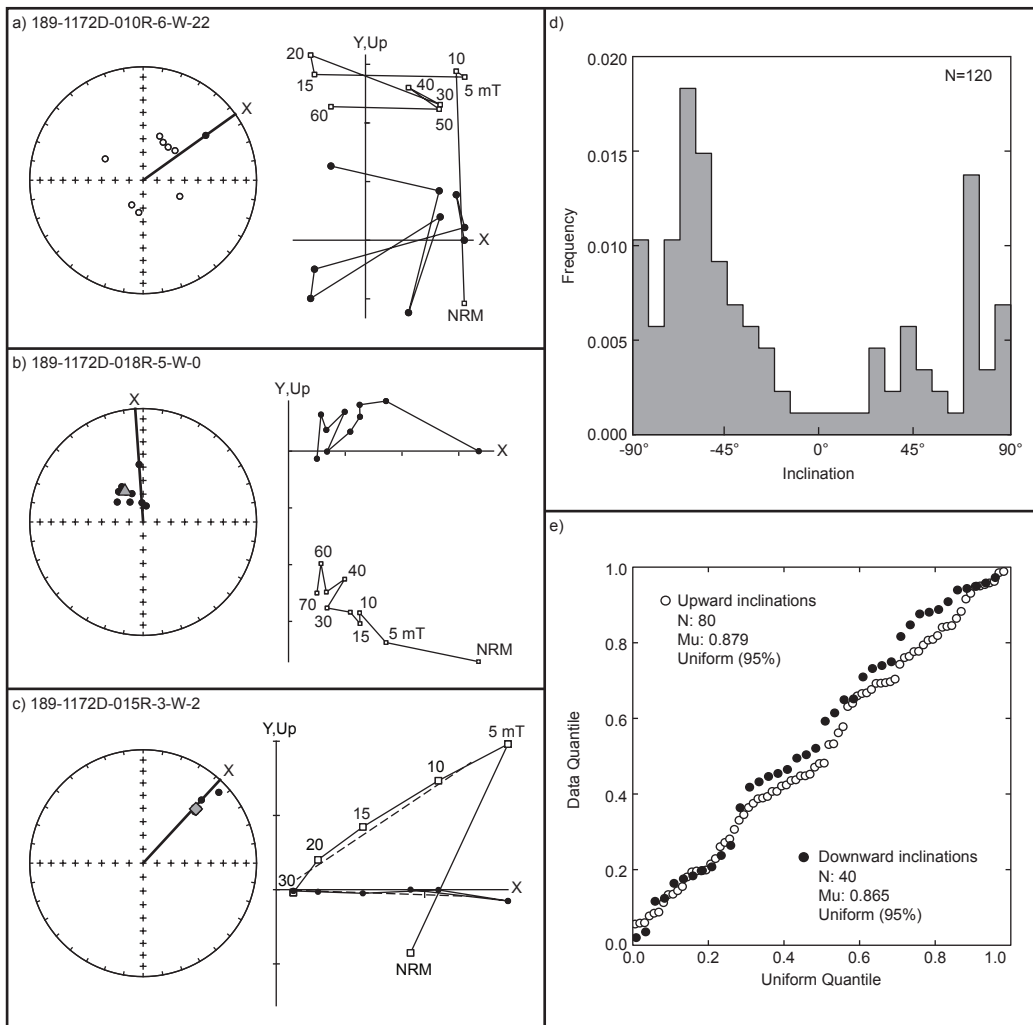 a) 189-1172D-010R-6-W-22
X
Y,Up
20
15
10
40
30
5 mT
60
50
X
NRM
b) 189-1172D-018R-5-W-0
X
Y,Up
X
60
40
70
30
10
15
5 mT
NRM
c) 189-1172D-015R-3-W-2
X
Y,Up
5 mT
10
15
20
30
X
NRM
d)
0.020
N=120
0.015
0.010
0.005
0.000
Frequency
-90°
-45°
0°
45°
90°
Inclination
e)
1.0
0.8
0.6
0.4
0.2
0.0
Data Quantile
Upward inclinations
N: 80
Mu: 0.879
Uniform (95%)
Downward inclinations
N: 40
Mu: 0.865
Uniform (95%)
0.0
0.2
0.4
0.6
0.8
1.0
Uniform Quantile